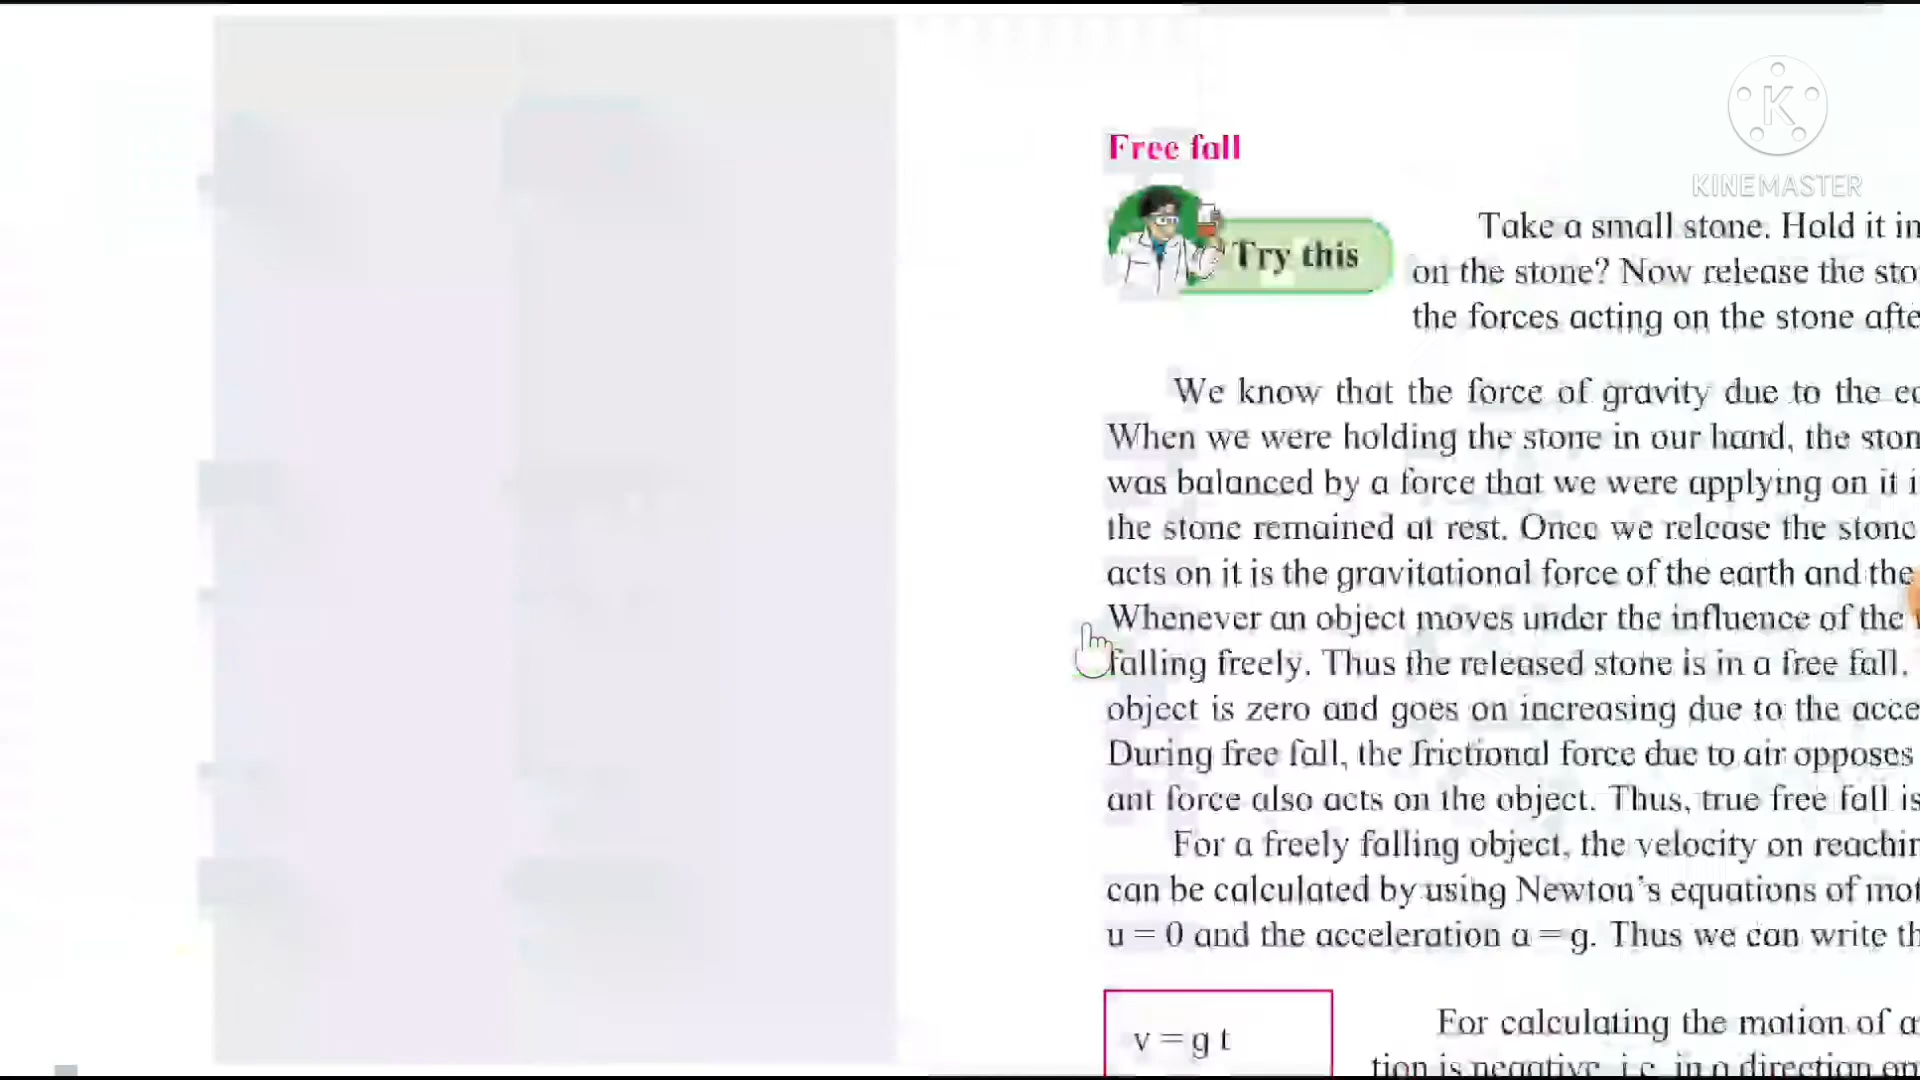 Free fall
KINEMASTER
Try this
Take a small stone. Hold it in
on the stone? Now release the sto
the forces acting on the stone afte
We know that the force of gravity due to the
When we were holding the stone in our hand, the ston
was balanced by a force that we were applying on it i
the stone remained at rest. Once we release the stone
acts on it is the gravitational force of the earth and the
Whenever an object moves under the influence of the
falling freely. Thus the released stone is in a free fall.
object is zero and goes on increasing due to the acce
During free fall, the frictional force due to air opposes
ant force also acts on the object. Thus, true free fall is
For a freely falling object, the velocity on reachin
can be calculated by using Newton's equations of mot
u = 0 and the acceleration a = g. Thus we can write th
v = g t
For calculating the motion of a
tion is negative, i.e. in a direction